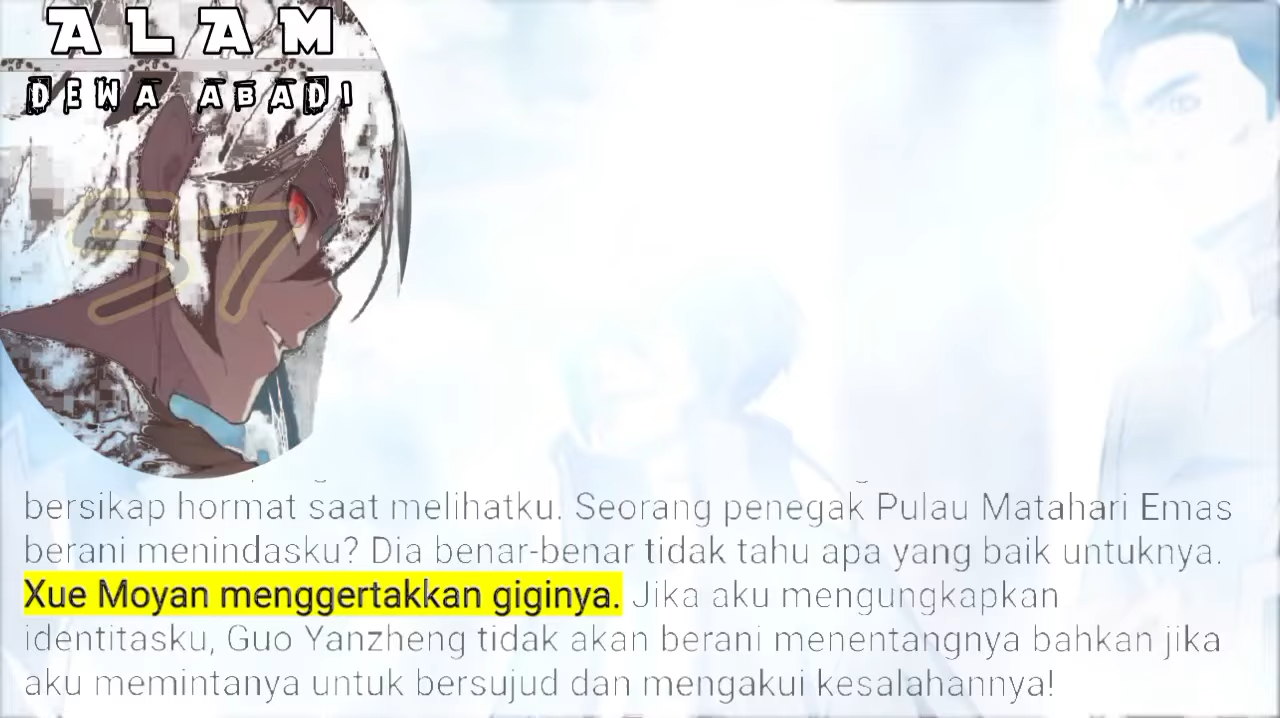 ALAM
DEWA ABADI
57
bersikap hormat saat melihatku. Seorang penegak Pulau Matahari Emas
berani menindasku? Dia benar-benar tidak tahu apa yang baik untuknya.
Xue Moyan menggertakkan giginya. Jika aku mengungkapkan
identitasku, Guo Yanzheng tidak akan berani menentangnya bahkan jika
aku memintanya untuk bersujud dan mengakui kesalahannya!